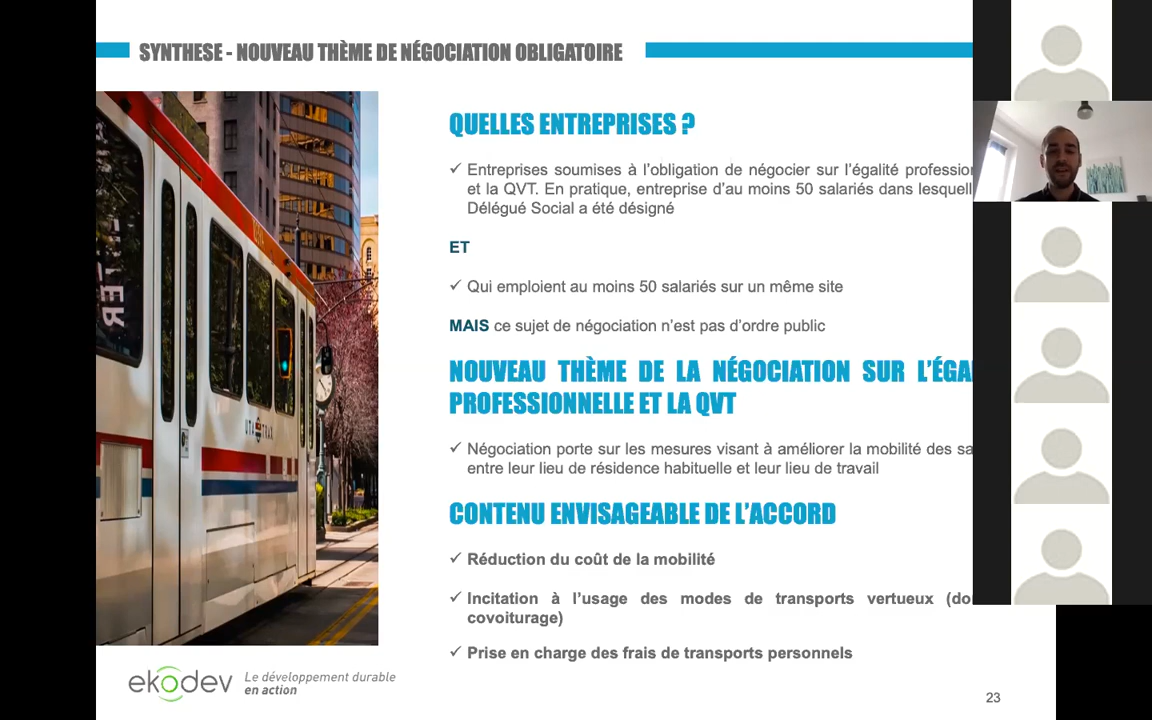 SYNTHESE - NOUVEAU THÈME DE NÉGOCIATION OBLIGATOIRE
QUELLES ENTREPRISES ?
✓ Entreprises soumises à l'obligation de négocier sur l'égalité
et la QVT. En pratique, entreprise d'au moins 50 salariés dans
Délégué Social a été désigné
ET
✓ Qui emploient au moins 50 salariés sur un même site
MAIS ce sujet de négociation n'est pas d'ordre public
NOUVEAU THÈME DE LA NÉGOCIATION SUR
PROFESSIONNELLE ET LA QVT
✓ Négociation porte sur les mesures visant à améliorer la mobilité des
entre leur lieu de résidence habituelle et leur lieu de travail
CONTENU ENVISAGEABLE DE L'ACCORD
✓ Réduction du coût de la mobilité
✓ Incitation à l'usage des modes de transports vertueux
covoiturage)
✓ Prise en charge des frais de transports personnels
UTA TRAX
ekodev
Le développement durable
en action
23